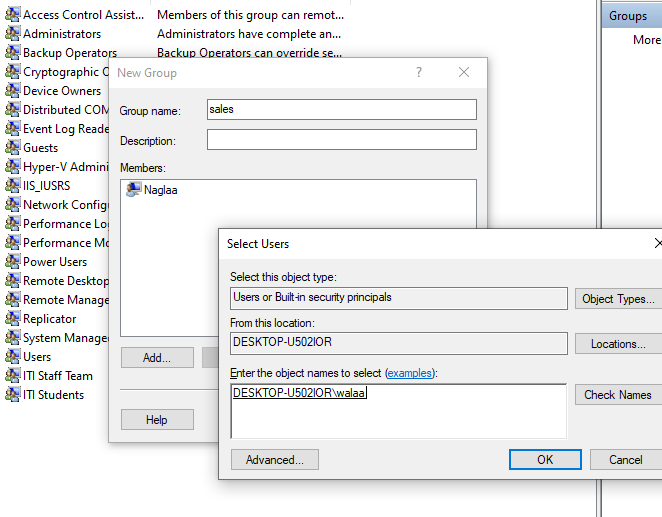 Access Control Assist... Members of this group can remot...
Administrators Administrators have complete an...
Backup Operators Backup Operators can override se...
Cryptographic O
Device Owners
Distributed COM
Event Log Reade
Guests
Hyper-V Admini
IIS_IUSRS
Network Config
Performance Lo
Performance Mo
Power Users
Remote Desktop
Remote Manage
Replicator
System Manage
Users
ITI Staff Team
ITI Students
Groups
More
New Group
?
Group name: sales
Description:
Members:
Naglaa
Add...
Help
Select Users
Select this object type:
Users or Built-in security principals
Object Types...
From this location:
DESKTOP-U502IOR
Locations...
Enter the object names to select (examples):
DESKTOP-U502IOR\walaa
Check Names
Advanced...
OK
Cancel